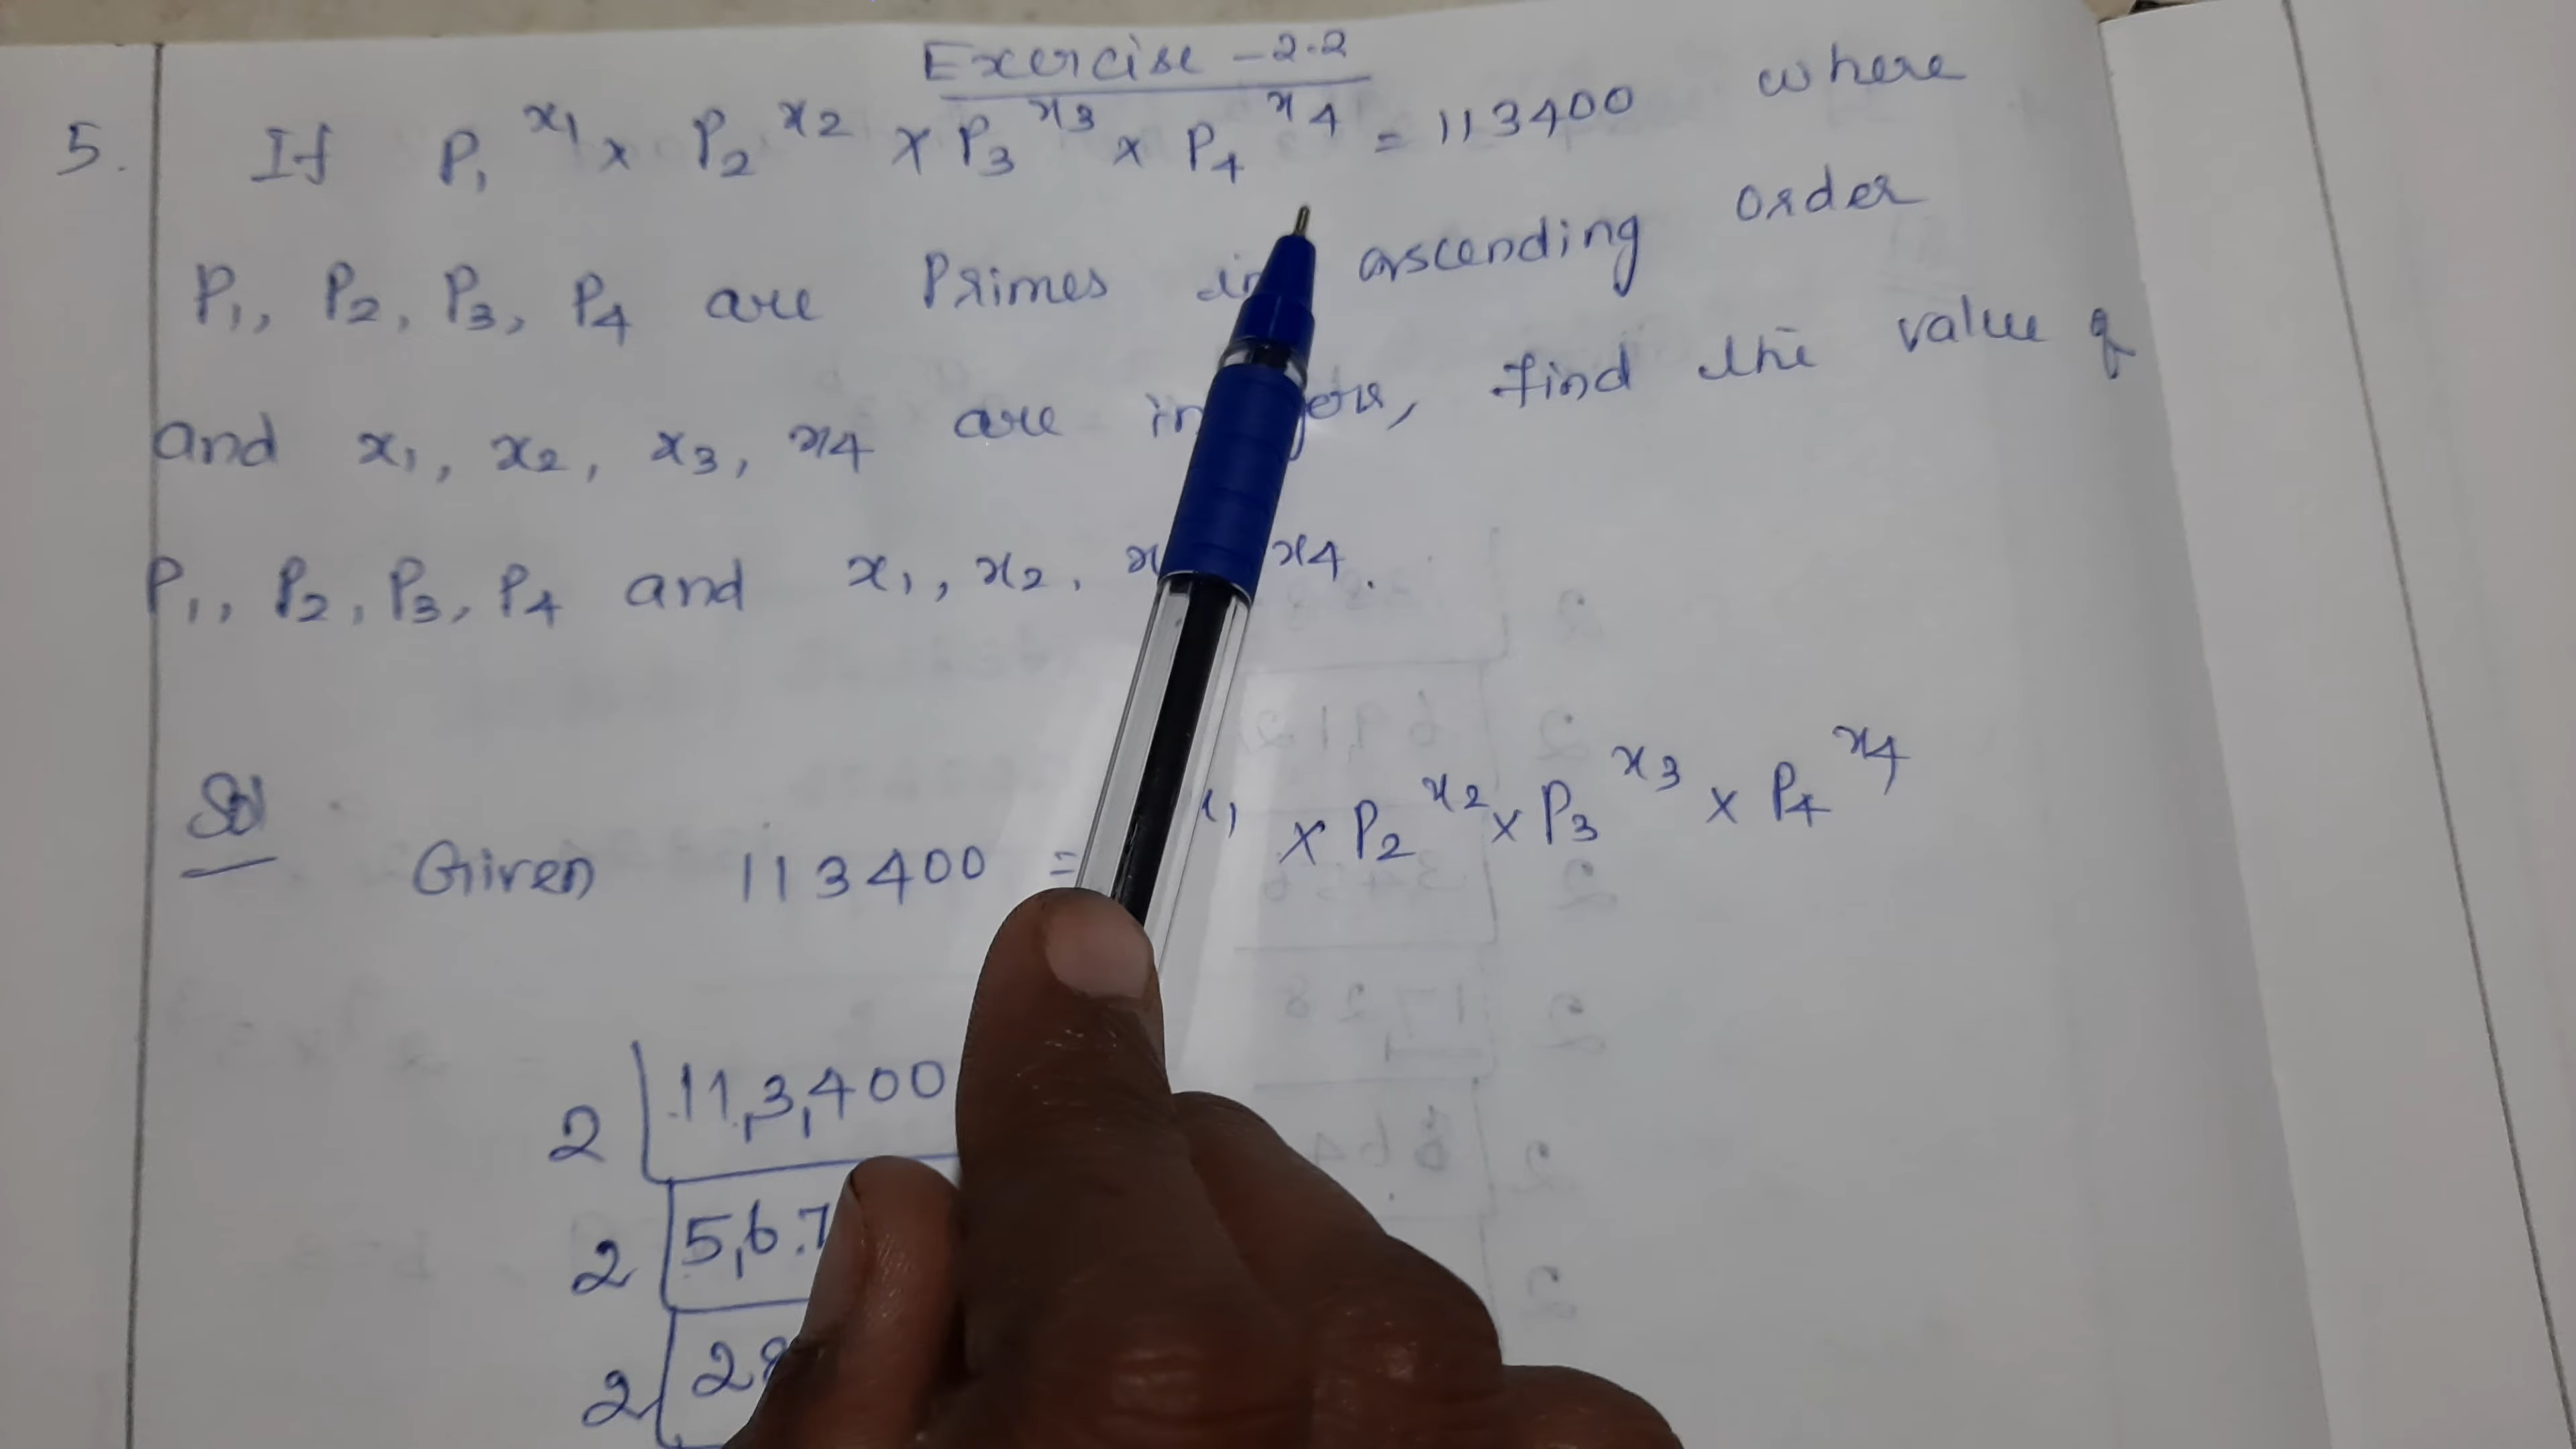 Exercise - 2.2
5. If P₁^x₁ × P₂^x₂ × P₃^x₃ × P₄^x₄ = 113400 where
P₁, P₂, P₃, P₄ are Primes in ascending order
and x₁, x₂, x₃, x₄ are find the value of
P₁, P₂, P₃, P₄ and x₁, x₂, x₄.
Sol
Given 113400 = × P₂^x₂ × P₃^x₃ × P₄^x₄
2 11,3,400
2 5,6,7
2 28